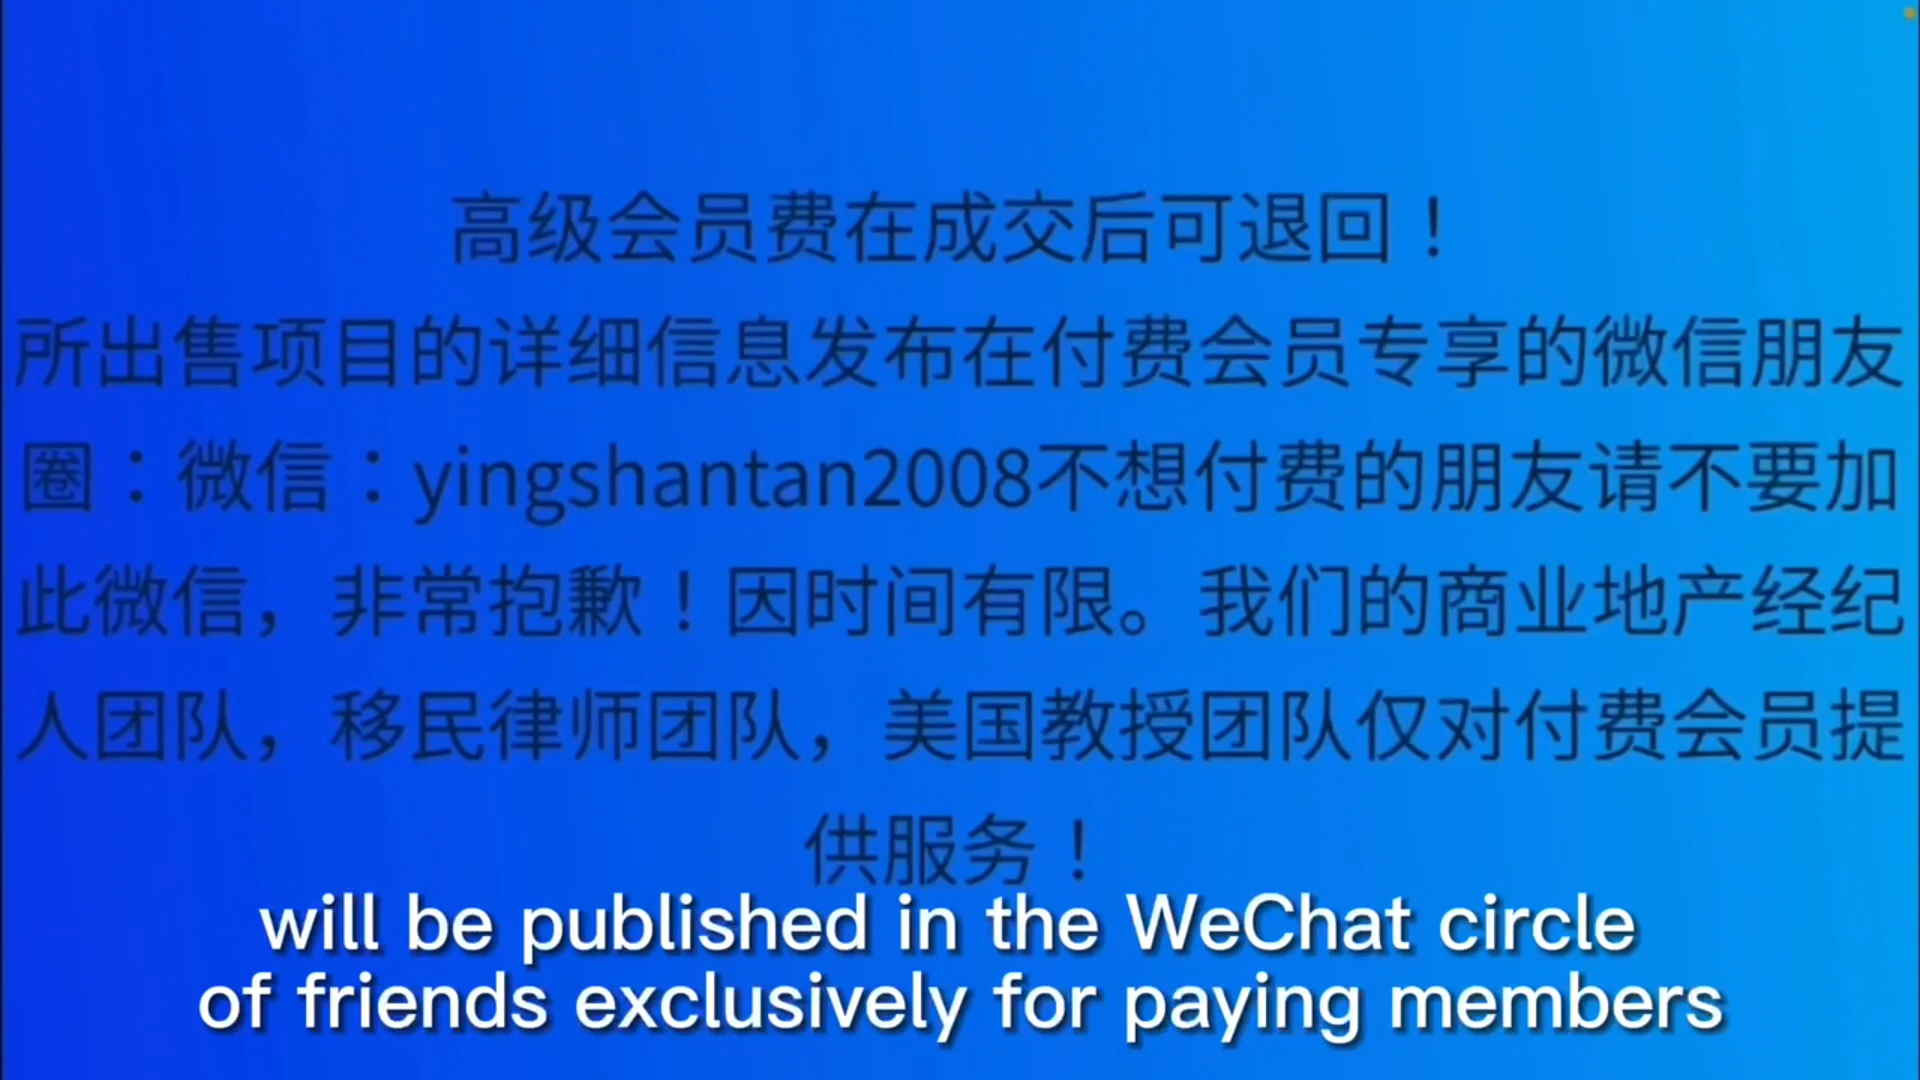 高级会员费在成交后可退回！
所出售项目的详细信息发布在付费会员专享的微信朋友
圈：微信：yingshantan2008不想付费的朋友请不要加
此微信，非常抱歉！因时间有限。我们的商业地产经纪
人团队，移民律师团队，美国教授团队仅对付费会员提
供服务！
will be published in the WeChat circle
of friends exclusively for paying members